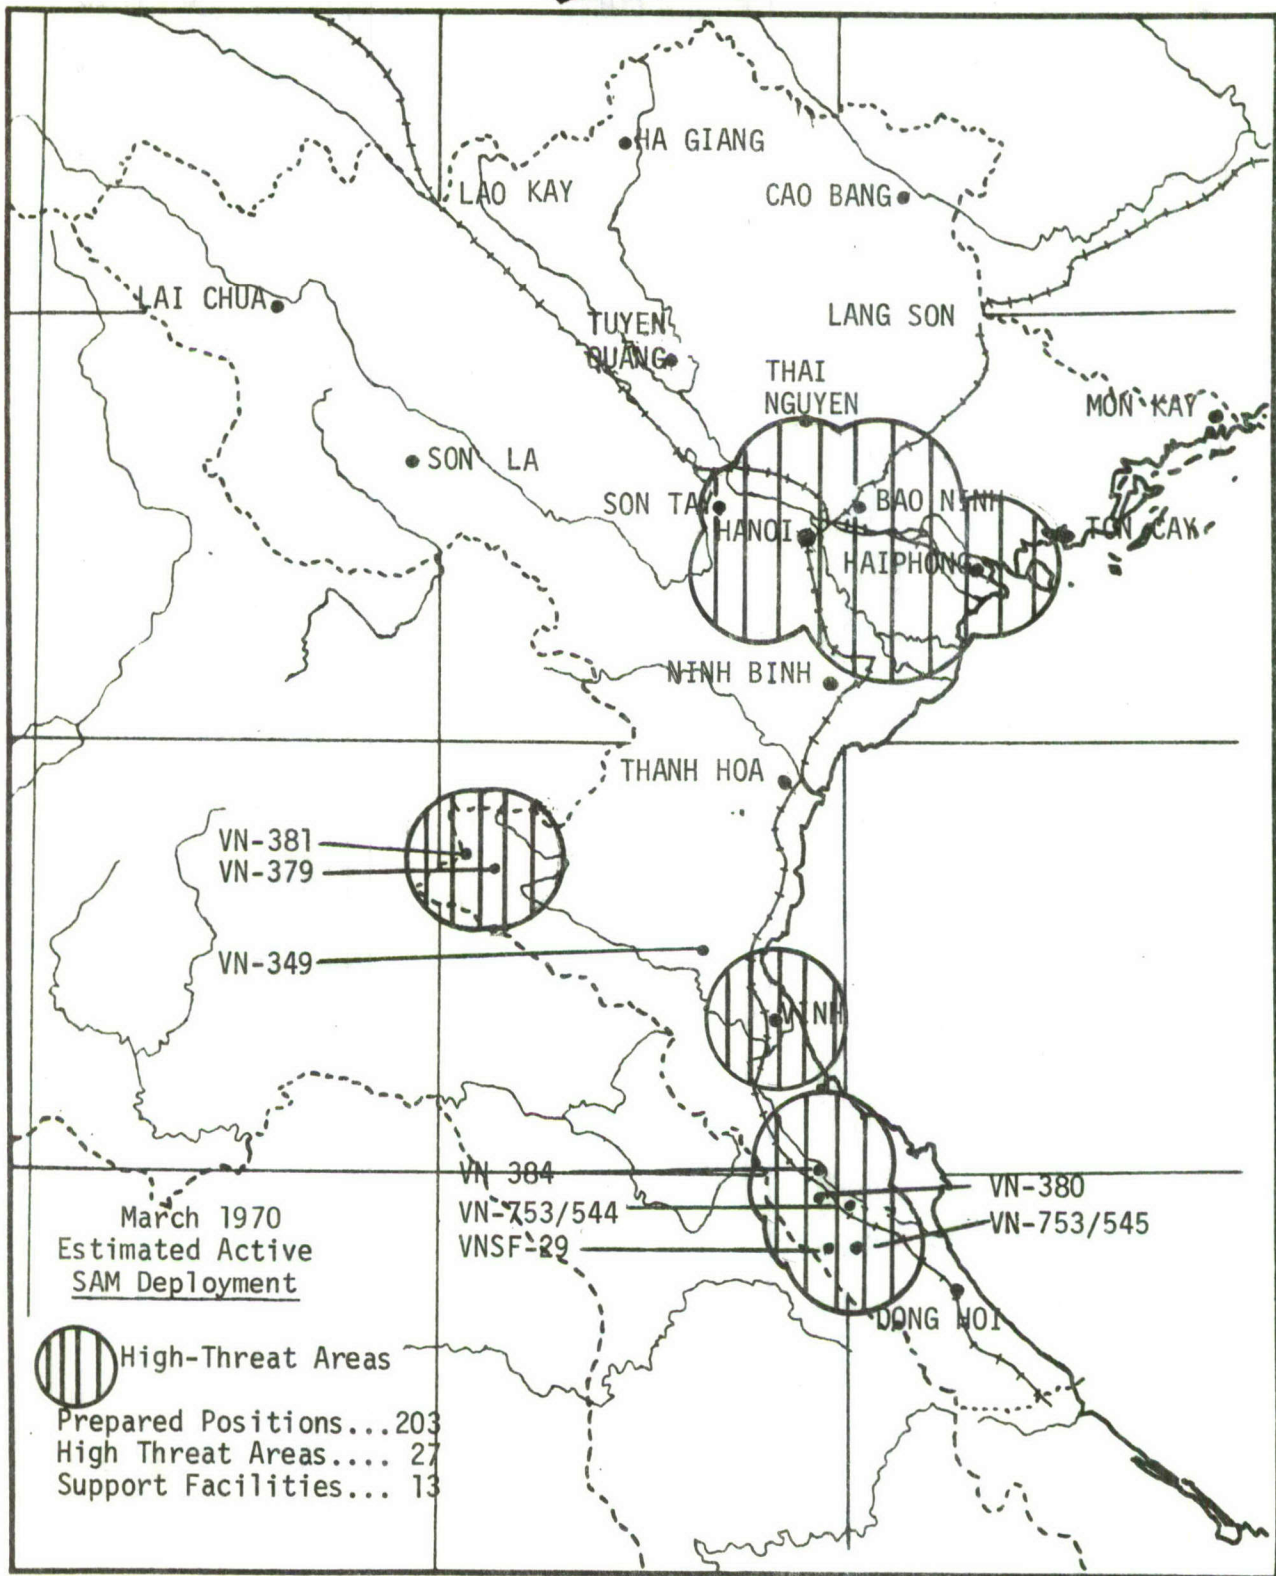 HA GIANG
LAO KAY
CAO BANG
LAI CHUA
LANG SON
TUYEN
QUANG
THAI
NGUYEN
MON KAY
SON LA
SON TAY
BAO NINH
HANOI
TON CAY
HAIPHONG
NINH BINH
THANH HOA
VN-381
VN-379
VN-349
VINH
VN-384
VN-380
VN-753/544
VN-753/545
VNSF-29
DONG HOI
March 1970
Estimated Active
SAM Deployment
High-Threat Areas
Prepared Positions...203
High Threat Areas.... 27
Support Facilities... 13